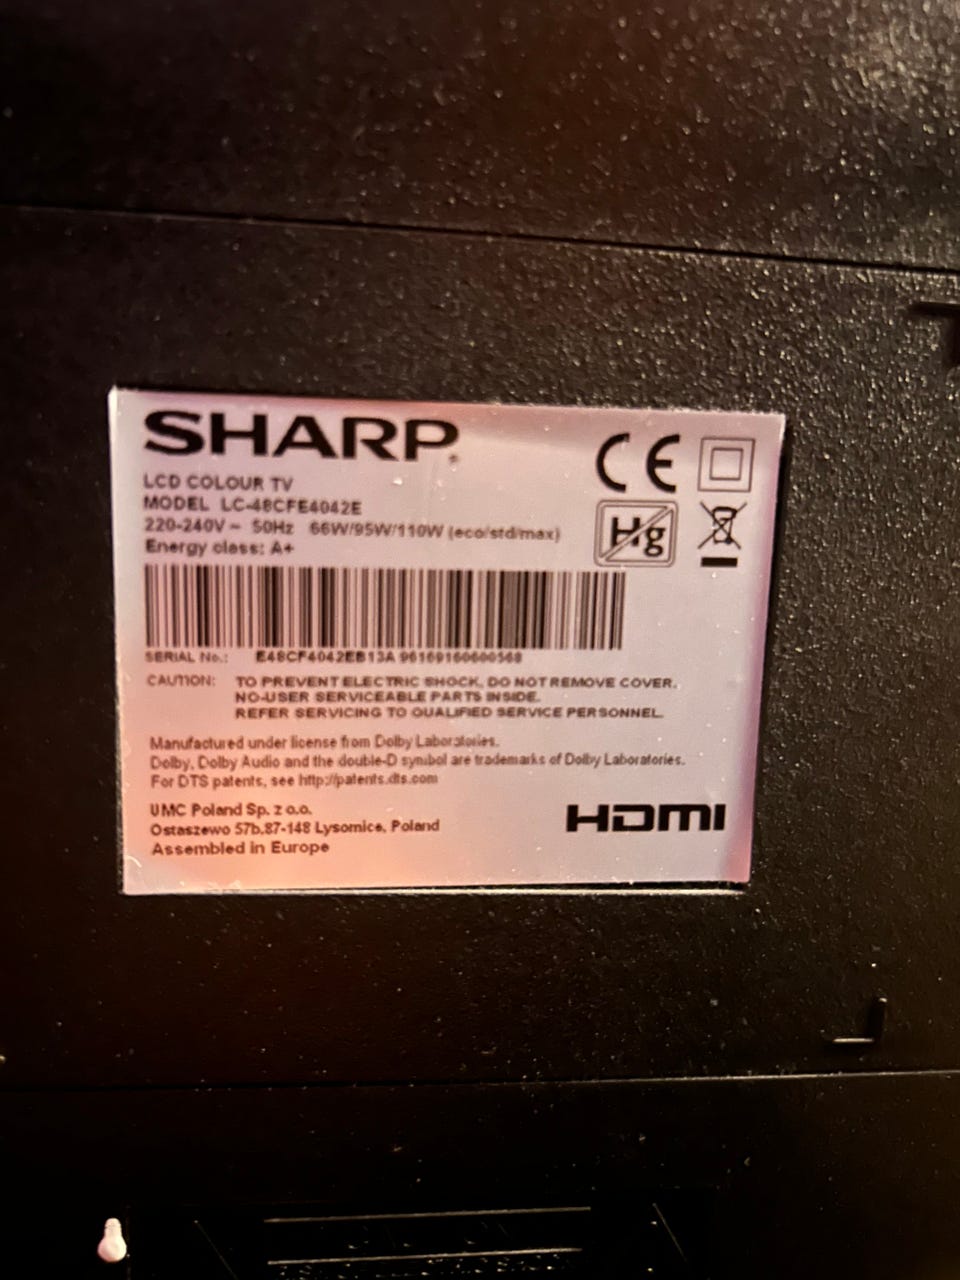 SHARP
LCD COLOUR TV
MODEL LC-48CFE4042E
220-240V ~ 50Hz 66W/95W/110W (eco/std/max)
Energy class: A+
CE
Hg
SERIAL No.: E48CF4042EB13A 96169160600568
CAUTION: TO PREVENT ELECTRIC SHOCK, DO NOT REMOVE COVER.
NO-USER SERVICEABLE PARTS INSIDE.
REFER SERVICING TO QUALIFIED SERVICE PERSONNEL.
Manufactured under license from Dolby Laboratories.
Dolby, Dolby Audio and the double-D symbol are trademarks of Dolby Laboratories.
For DTS patents, see http://patents.dts.com
UMC Poland Sp. z o.o.
Ostaszewo 57b,87-148 Lysomice, Poland
Assembled in Europe
HDMI